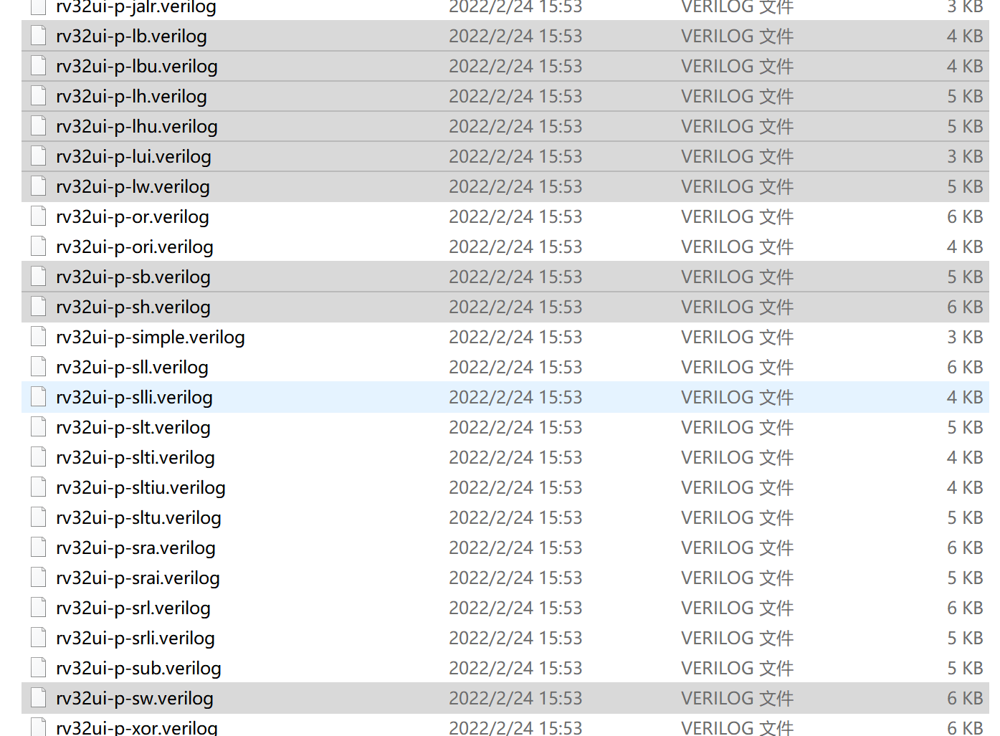 rv32ui-p-jalr.verilog 2022/2/24 15:53 VERILOG 文件 3 KB
rv32ui-p-lb.verilog 2022/2/24 15:53 VERILOG 文件 4 KB
rv32ui-p-lbu.verilog 2022/2/24 15:53 VERILOG 文件 4 KB
rv32ui-p-lh.verilog 2022/2/24 15:53 VERILOG 文件 5 KB
rv32ui-p-lhu.verilog 2022/2/24 15:53 VERILOG 文件 5 KB
rv32ui-p-lui.verilog 2022/2/24 15:53 VERILOG 文件 3 KB
rv32ui-p-lw.verilog 2022/2/24 15:53 VERILOG 文件 5 KB
rv32ui-p-or.verilog 2022/2/24 15:53 VERILOG 文件 6 KB
rv32ui-p-ori.verilog 2022/2/24 15:53 VERILOG 文件 4 KB
rv32ui-p-sb.verilog 2022/2/24 15:53 VERILOG 文件 5 KB
rv32ui-p-sh.verilog 2022/2/24 15:53 VERILOG 文件 6 KB
rv32ui-p-simple.verilog 2022/2/24 15:53 VERILOG 文件 3 KB
rv32ui-p-sll.verilog 2022/2/24 15:53 VERILOG 文件 6 KB
rv32ui-p-slli.verilog 2022/2/24 15:53 VERILOG 文件 4 KB
rv32ui-p-slt.verilog 2022/2/24 15:53 VERILOG 文件 5 KB
rv32ui-p-slti.verilog 2022/2/24 15:53 VERILOG 文件 4 KB
rv32ui-p-sltiu.verilog 2022/2/24 15:53 VERILOG 文件 4 KB
rv32ui-p-sltu.verilog 2022/2/24 15:53 VERILOG 文件 5 KB
rv32ui-p-sra.verilog 2022/2/24 15:53 VERILOG 文件 6 KB
rv32ui-p-srai.verilog 2022/2/24 15:53 VERILOG 文件 5 KB
rv32ui-p-srl.verilog 2022/2/24 15:53 VERILOG 文件 6 KB
rv32ui-p-srli.verilog 2022/2/24 15:53 VERILOG 文件 5 KB
rv32ui-p-sub.verilog 2022/2/24 15:53 VERILOG 文件 5 KB
rv32ui-p-sw.verilog 2022/2/24 15:53 VERILOG 文件 6 KB
rv32ui-p-xor.verilog 2022/2/24 15:53 VERILOG 文件 6 KB